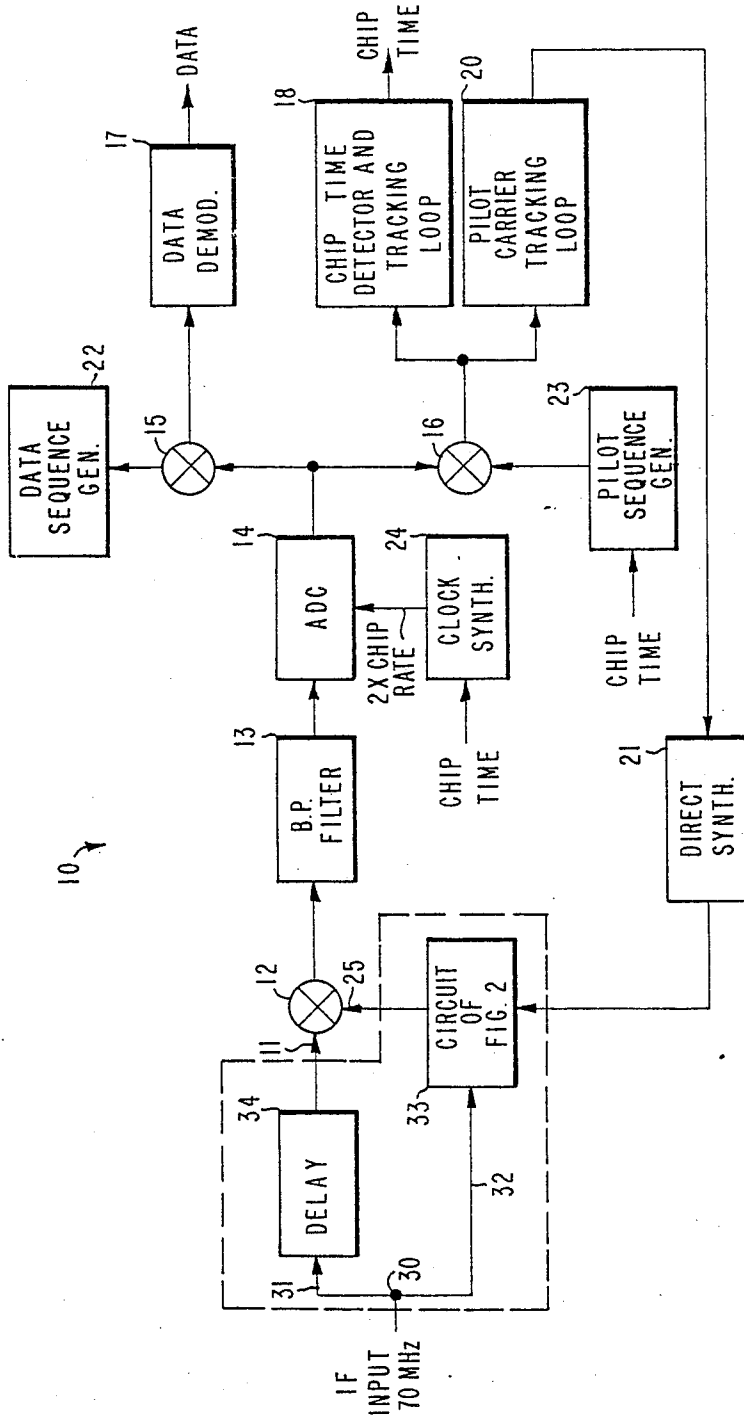 10
IF
INPUT
70 MHz
30
31
32
DELAY
34
11
12
25
CIRCUIT
OF
FIG. 2
33
B.P.
FILTER
13
ADC
14
2X CHIP
RATE
CLOCK
SYNTH.
24
CHIP
TIME
DATA
SEQUENCE
GEN.
22
15
16
DATA
DEMOD.
17
DATA
CHIP TIME
DETECTOR AND
TRACKING
LOOP
18
CHIP
TIME
PILOT
CARRIER
TRACKING
LOOP
20
PILOT
SEQUENCE
GEN.
23
CHIP
TIME
DIRECT
SYNTH.
21